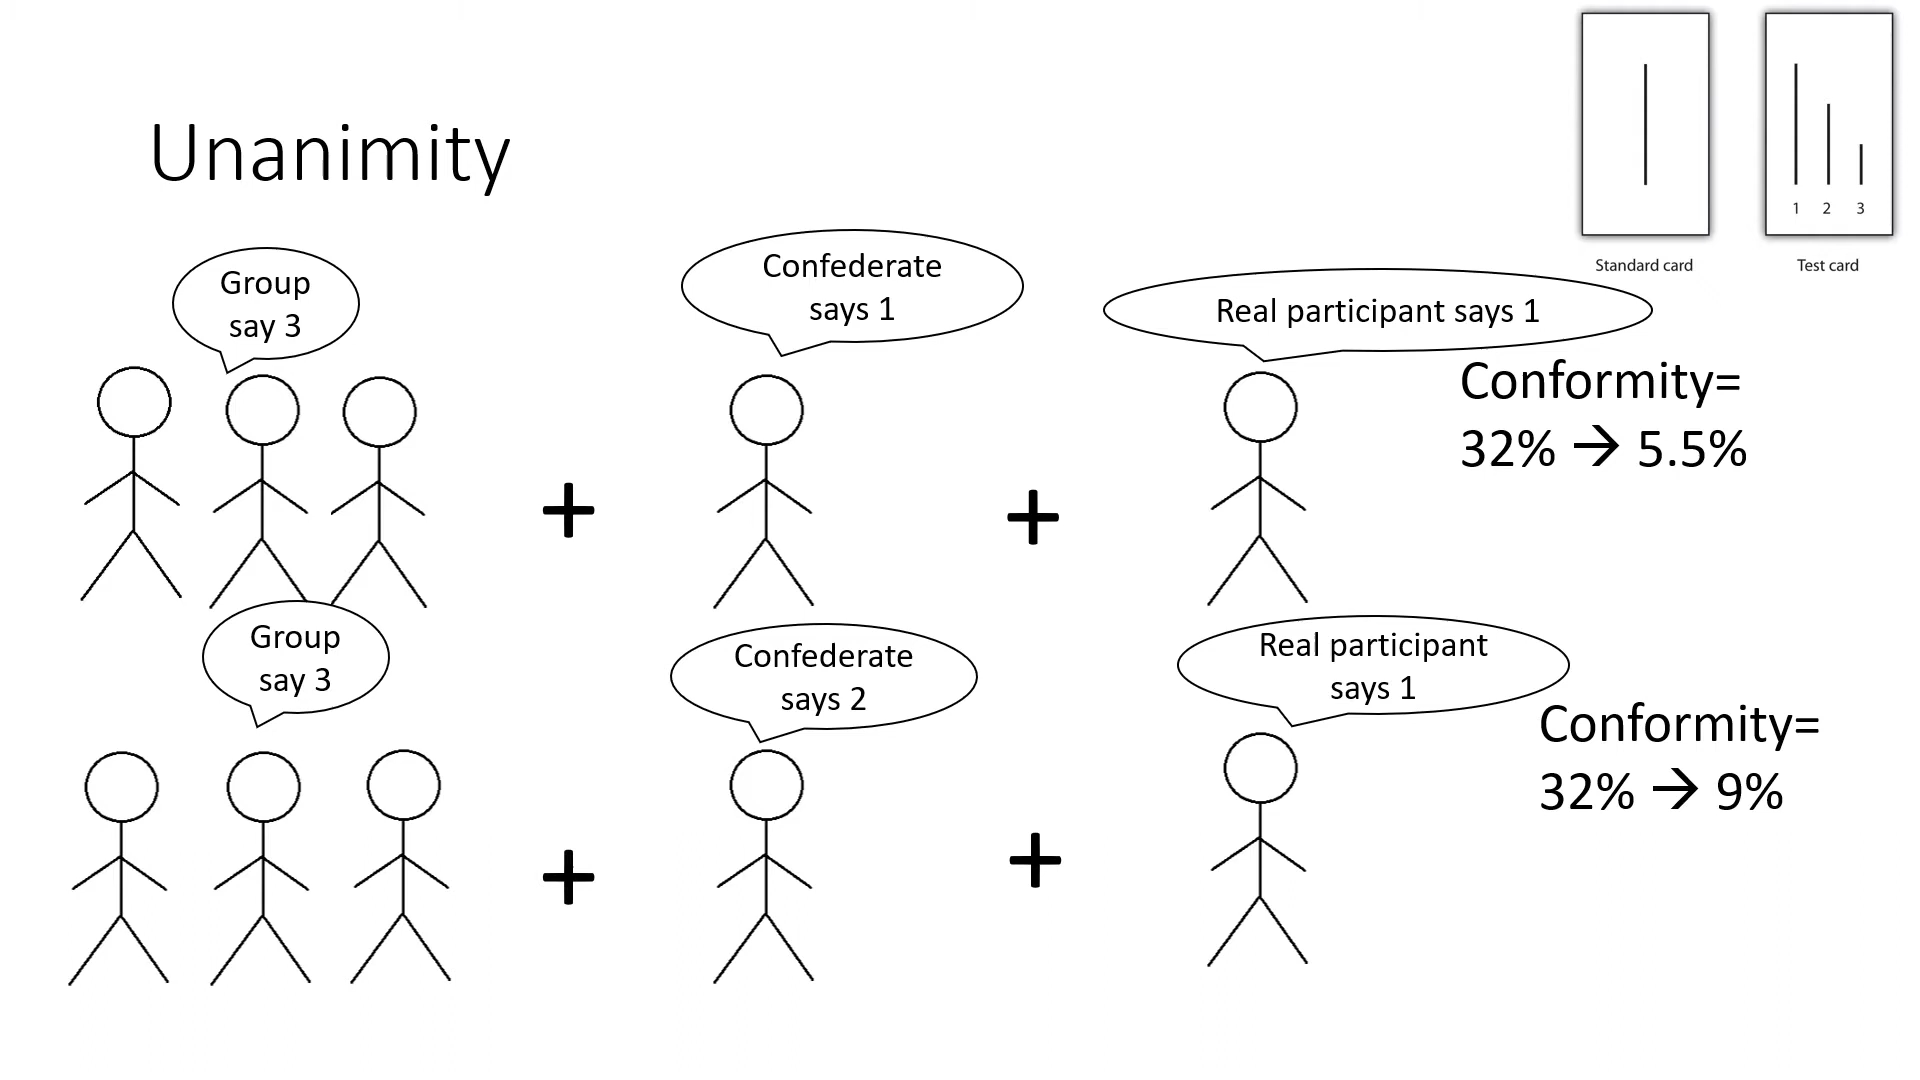 Unanimity
1 2 3
Standard card
Test card
Group
say 3
Confederate
says 1
Real participant says 1
Conformity=
32% → 5.5%
+
+
Group
say 3
Confederate
says 2
Real participant
says 1
Conformity=
32% → 9%
+
+